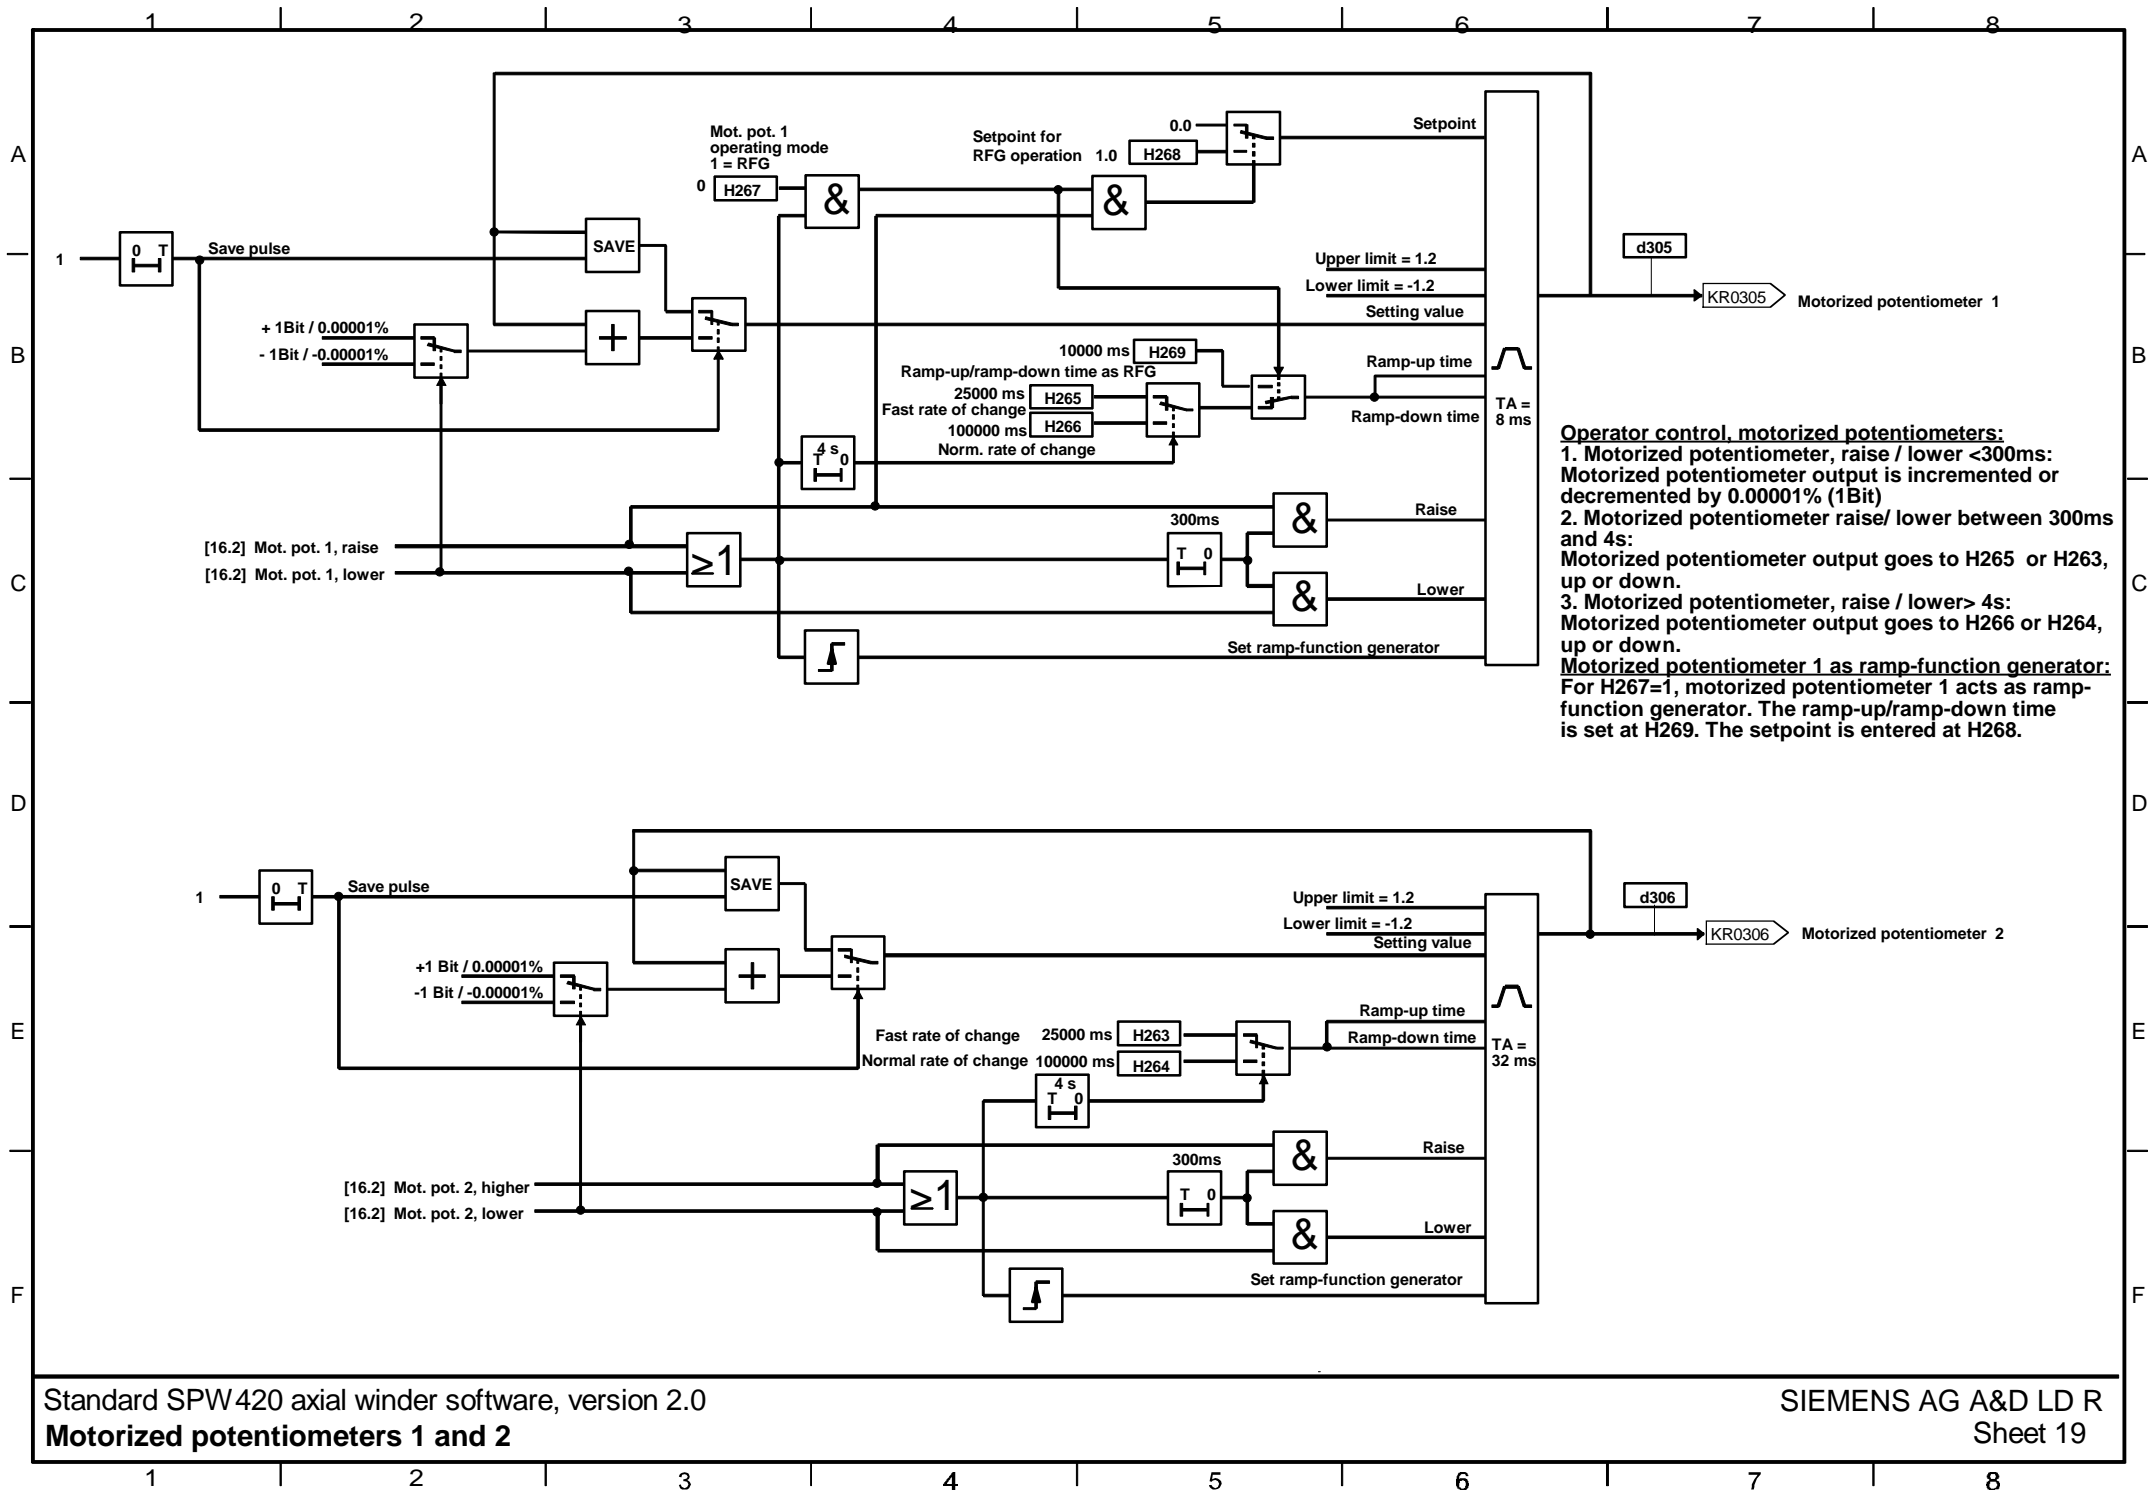 1 2 3 4 5 6 7 8
A
A
Mot. pot. 1
operating mode
1 = RFG
0 H267
&
Setpoint for
RFG operation 1.0 H268
0.0
&
Setpoint
1
0 T
Save pulse
SAVE
Upper limit = 1.2
Lower limit = -1.2
Setting value
d305
KR0305
Motorized potentiometer 1
B
B
+ 1Bit / 0.00001%
- 1Bit / -0.00001%
+
10000 ms H269
Ramp-up/ramp-down time as RFG
25000 ms H265
Fast rate of change
100000 ms H266
Norm. rate of change
4 s
T 0
Ramp-up time
Ramp-down time
TA =
8 ms
Operator control, motorized potentiometers:
1. Motorized potentiometer, raise / lower <300ms:
Motorized potentiometer output is incremented or
decremented by 0.00001% (1Bit)
2. Motorized potentiometer raise/ lower between 300ms
and 4s:
Motorized potentiometer output goes to H265 or H263,
up or down.
3. Motorized potentiometer, raise / lower> 4s:
Motorized potentiometer output goes to H266 or H264,
up or down.
Motorized potentiometer 1 as ramp-function generator:
For H267=1, motorized potentiometer 1 acts as ramp-
function generator. The ramp-up/ramp-down time
is set at H269. The setpoint is entered at H268.
C
C
[16.2] Mot. pot. 1, raise
[16.2] Mot. pot. 1, lower
≥1
300ms
T 0
&
Raise
&
Lower
Set ramp-function generator
D
D
1
0 T
Save pulse
SAVE
Upper limit = 1.2
Lower limit = -1.2
Setting value
d306
KR0306
Motorized potentiometer 2
E
E
+1 Bit / 0.00001%
-1 Bit / -0.00001%
+
Fast rate of change 25000 ms H263
Normal rate of change 100000 ms H264
4 s
T 0
Ramp-up time
Ramp-down time
TA =
32 ms
[16.2] Mot. pot. 2, higher
[16.2] Mot. pot. 2, lower
≥1
300ms
T 0
&
Raise
&
Lower
Set ramp-function generator
F
F
Standard SPW420 axial winder software, version 2.0
Motorized potentiometers 1 and 2
SIEMENS AG A&D LD R
Sheet 19
1 2 3 4 5 6 7 8